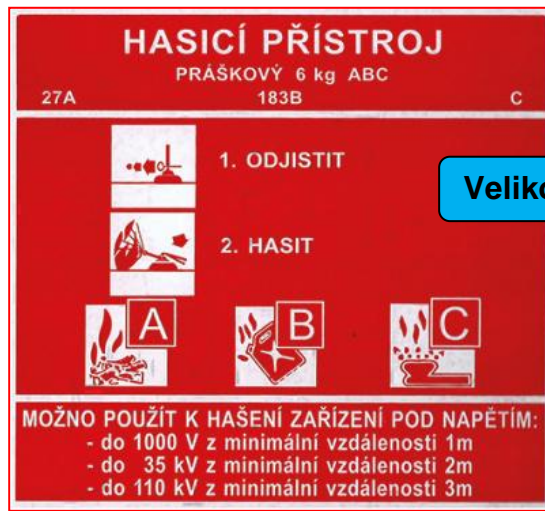 HASICÍ PŘÍSTROJ
PRÁŠKOVÝ 6 kg ABC
27A 183B C
1. ODJISTIT
2. HASIT
A B C
MOŽNO POUŽÍT K HAŠENÍ ZAŘÍZENÍ POD NAPĚTÍM:
- do 1000 V z minimální vzdálenosti 1m
- do 35 kV z minimální vzdálenosti 2m
- do 110 kV z minimální vzdálenosti 3m